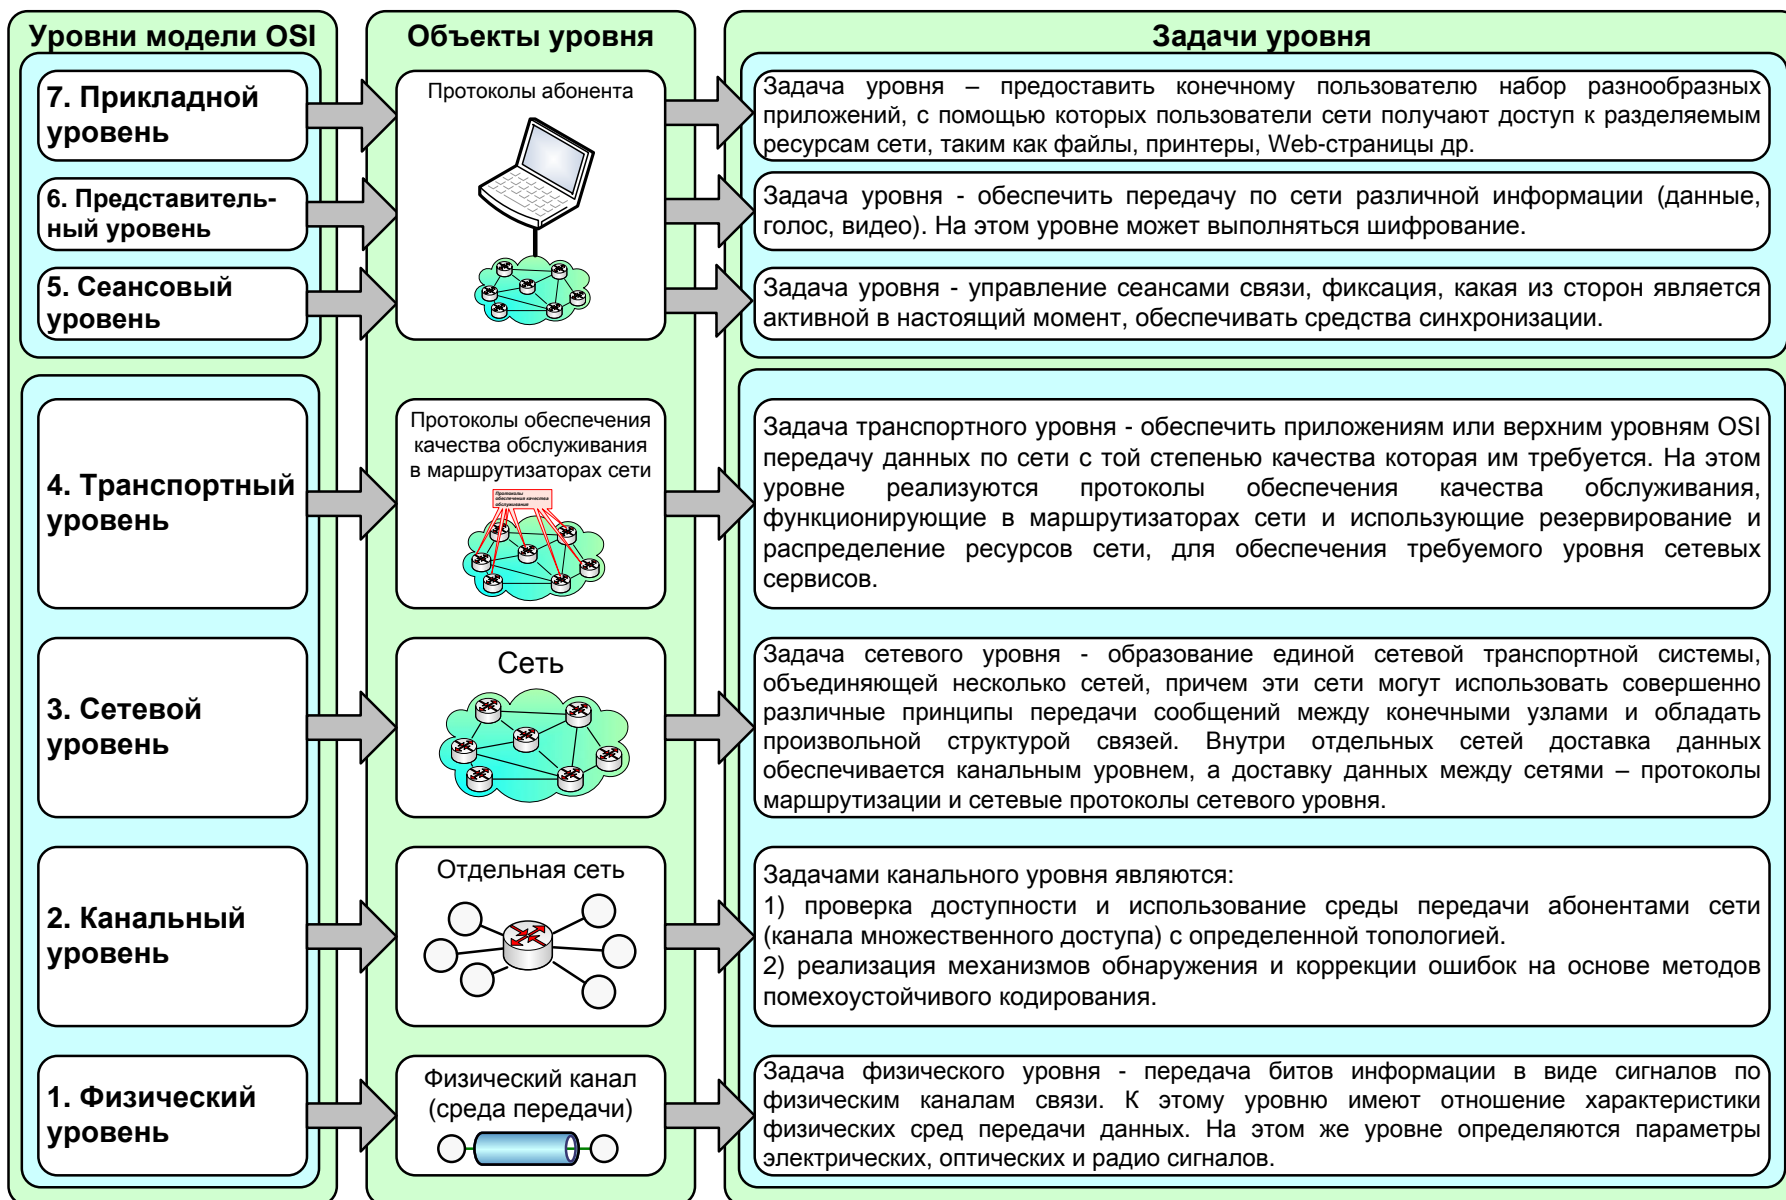 Уровни модели OSI
Объекты уровня
Задачи уровня
7. Прикладной
уровень
Протоколы абонента
Задача уровня – предоставить конечному пользователю набор разнообразных
приложений, с помощью которых пользователи сети получают доступ к разделяемым
ресурсам сети, таким как файлы, принтеры, Web-страницы др.
6. Представитель-
ный уровень
Задача уровня - обеспечить передачу по сети различной информации (данные,
голос, видео). На этом уровне может выполняться шифрование.
5. Сеансовый
уровень
Задача уровня - управление сеансами связи, фиксация, какая из сторон является
активной в настоящий момент, обеспечивать средства синхронизации.
4. Транспортный
уровень
Протоколы обеспечения
качества обслуживания
в маршрутизаторах сети
Протоколы
обеспечения качества
обслуживания
Задача транспортного уровня - обеспечить приложениям или верхним уровням OSI
передачу данных по сети с той степенью качества которая им требуется. На этом
уровне реализуются протоколы обеспечения качества обслуживания,
функционирующие в маршрутизаторах сети и использующие резервирование и
распределение ресурсов сети, для обеспечения требуемого уровня сетевых
сервисов.
3. Сетевой
уровень
Сеть
Задача сетевого уровня - образование единой сетевой транспортной системы,
объединяющей несколько сетей, причем эти сети могут использовать совершенно
различные принципы передачи сообщений между конечными узлами и обладать
произвольной структурой связей. Внутри отдельных сетей доставка данных
обеспечивается канальным уровнем, а доставку данных между сетями – протоколы
маршрутизации и сетевые протоколы сетевого уровня.
2. Канальный
уровень
Отдельная сеть
Задачами канального уровня являются:
1) проверка доступности и использование среды передачи абонентами сети
(канала множественного доступа) с определенной топологией.
2) реализация механизмов обнаружения и коррекции ошибок на основе методов
помехоустойчивого кодирования.
1. Физический
уровень
Физический канал
(среда передачи)
Задача физического уровня - передача битов информации в виде сигналов по
физическим каналам связи. К этому уровню имеют отношение характеристики
физических сред передачи данных. На этом же уровне определяются параметры
электрических, оптических и радио сигналов.